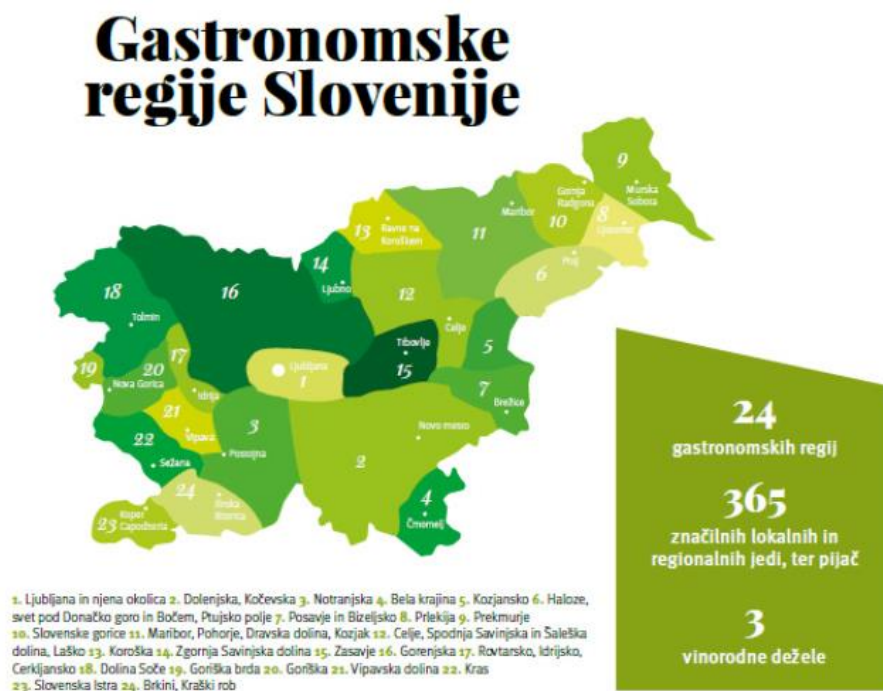 Gastronomske
regije Slovenije
9
Murska
Sobota
Gornja
Radgona
10
8
Ljutomer
Maribor
11
13
Ravne na
Koroškem
14
Ljubno
6
Ptuj
16
12
18
Tolmin
Celje
5
Trbovlje
15
17
19
20
Nova Gorica
Idrija
Ljubljana
1
7
Brežice
21
Vipava
3
Postojna
Novo mesto
2
22
Sežana
24
Ilirska
Bistrica
4
Črnomelj
23
Koper
Capodistria
24
gastronomskih regij
365
značilnih lokalnih in
regionalnih jedi, ter pijač
3
vinorodne dežele
1. Ljubljana in njena okolica 2. Dolenjska, Kočevska 3. Notranjska 4. Bela krajina 5. Kozjansko 6. Haloze,
svet pod Donačko goro in Bočem, Ptujsko polje 7. Posavje in Bizeljsko 8. Prlekija 9. Prekmurje
10. Slovenske gorice 11. Maribor, Pohorje, Dravska dolina, Kozjak 12. Celje, Spodnja Savinjska in Šaleška
dolina, Laško 13. Koroška 14. Zgornja Savinjska dolina 15. Zasavje 16. Gorenjska 17. Rovtarsko, Idrijsko,
Cerkljansko 18. Dolina Soče 19. Goriška brda 20. Goriška 21. Vipavska dolina 22. Kras
23. Slovenska Istra 24. Brkini, Kraški rob